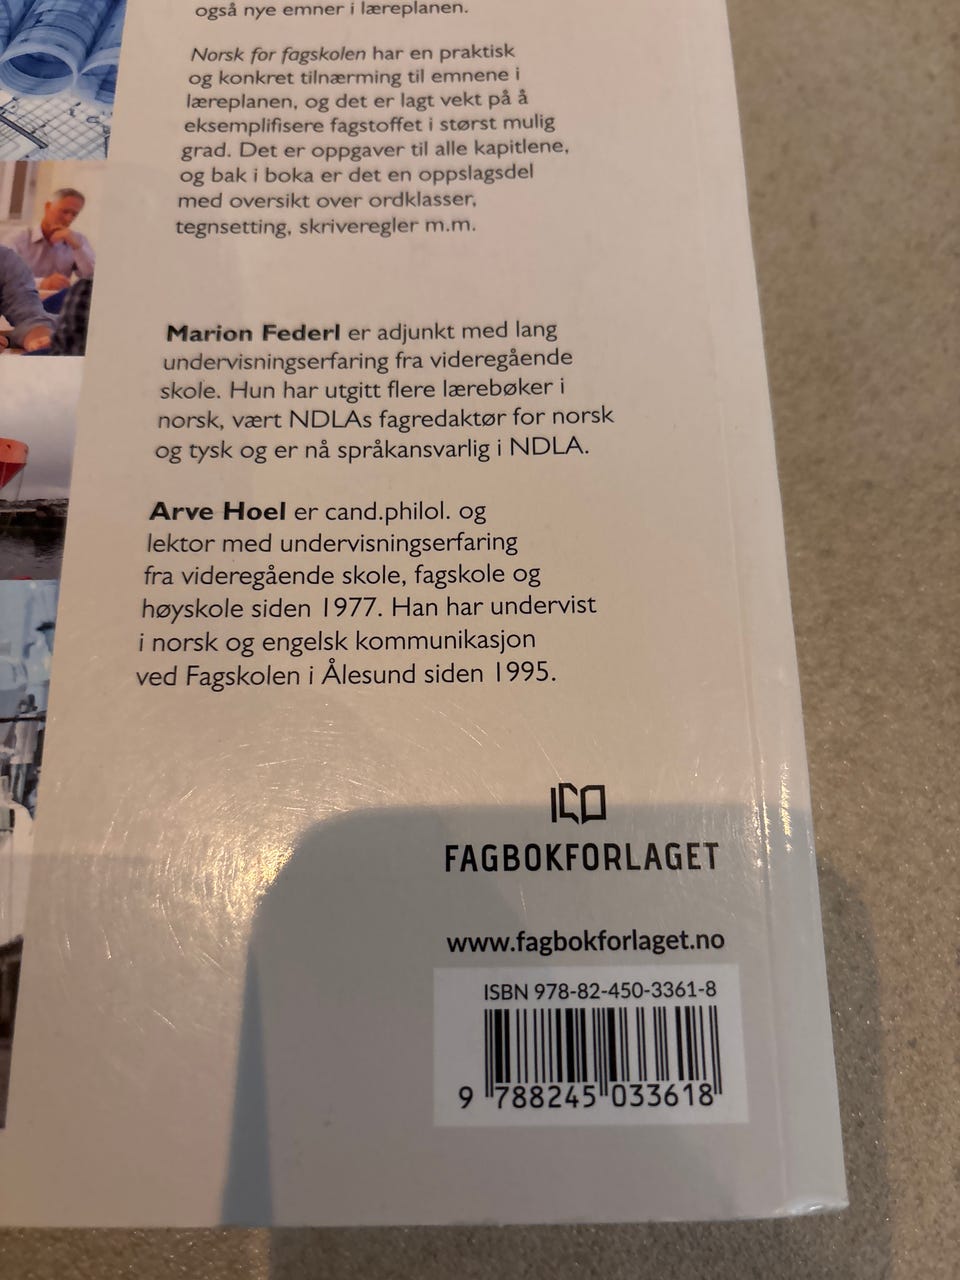 også nye emner i læreplanen.
Norsk for fagskolen har en praktisk
og konkret tilnærming til emnene i
læreplanen, og det er lagt vekt på å
eksemplifisere fagstoffet i størst mulig
grad. Det er oppgaver til alle kapitlene,
og bak i boka er det en oppslagsdel
med oversikt over ordklasser,
tegnsetting, skriveregler m.m.
Marion Federl er adjunkt med lang
undervisningserfaring fra videregående
skole. Hun har utgitt flere lærebøker i
norsk, vært NDLAs fagredaktør for norsk
og tysk og er nå språkansvarlig i NDLA.
Arve Hoel er cand.philol. og
lektor med undervisningserfaring
fra videregående skole, fagskole og
høyskole siden 1977. Han har undervist
i norsk og engelsk kommunikasjon
ved Fagskolen i Ålesund siden 1995.
FAGBOKFORLAGET
www.fagbokforlaget.no
ISBN 978-82-450-3361-8
9 788245 033618